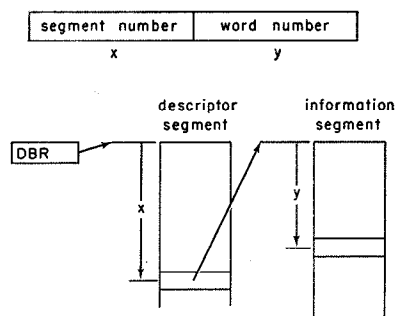 segment number word number
x y
descriptor segment
information segment
DBR
x
y